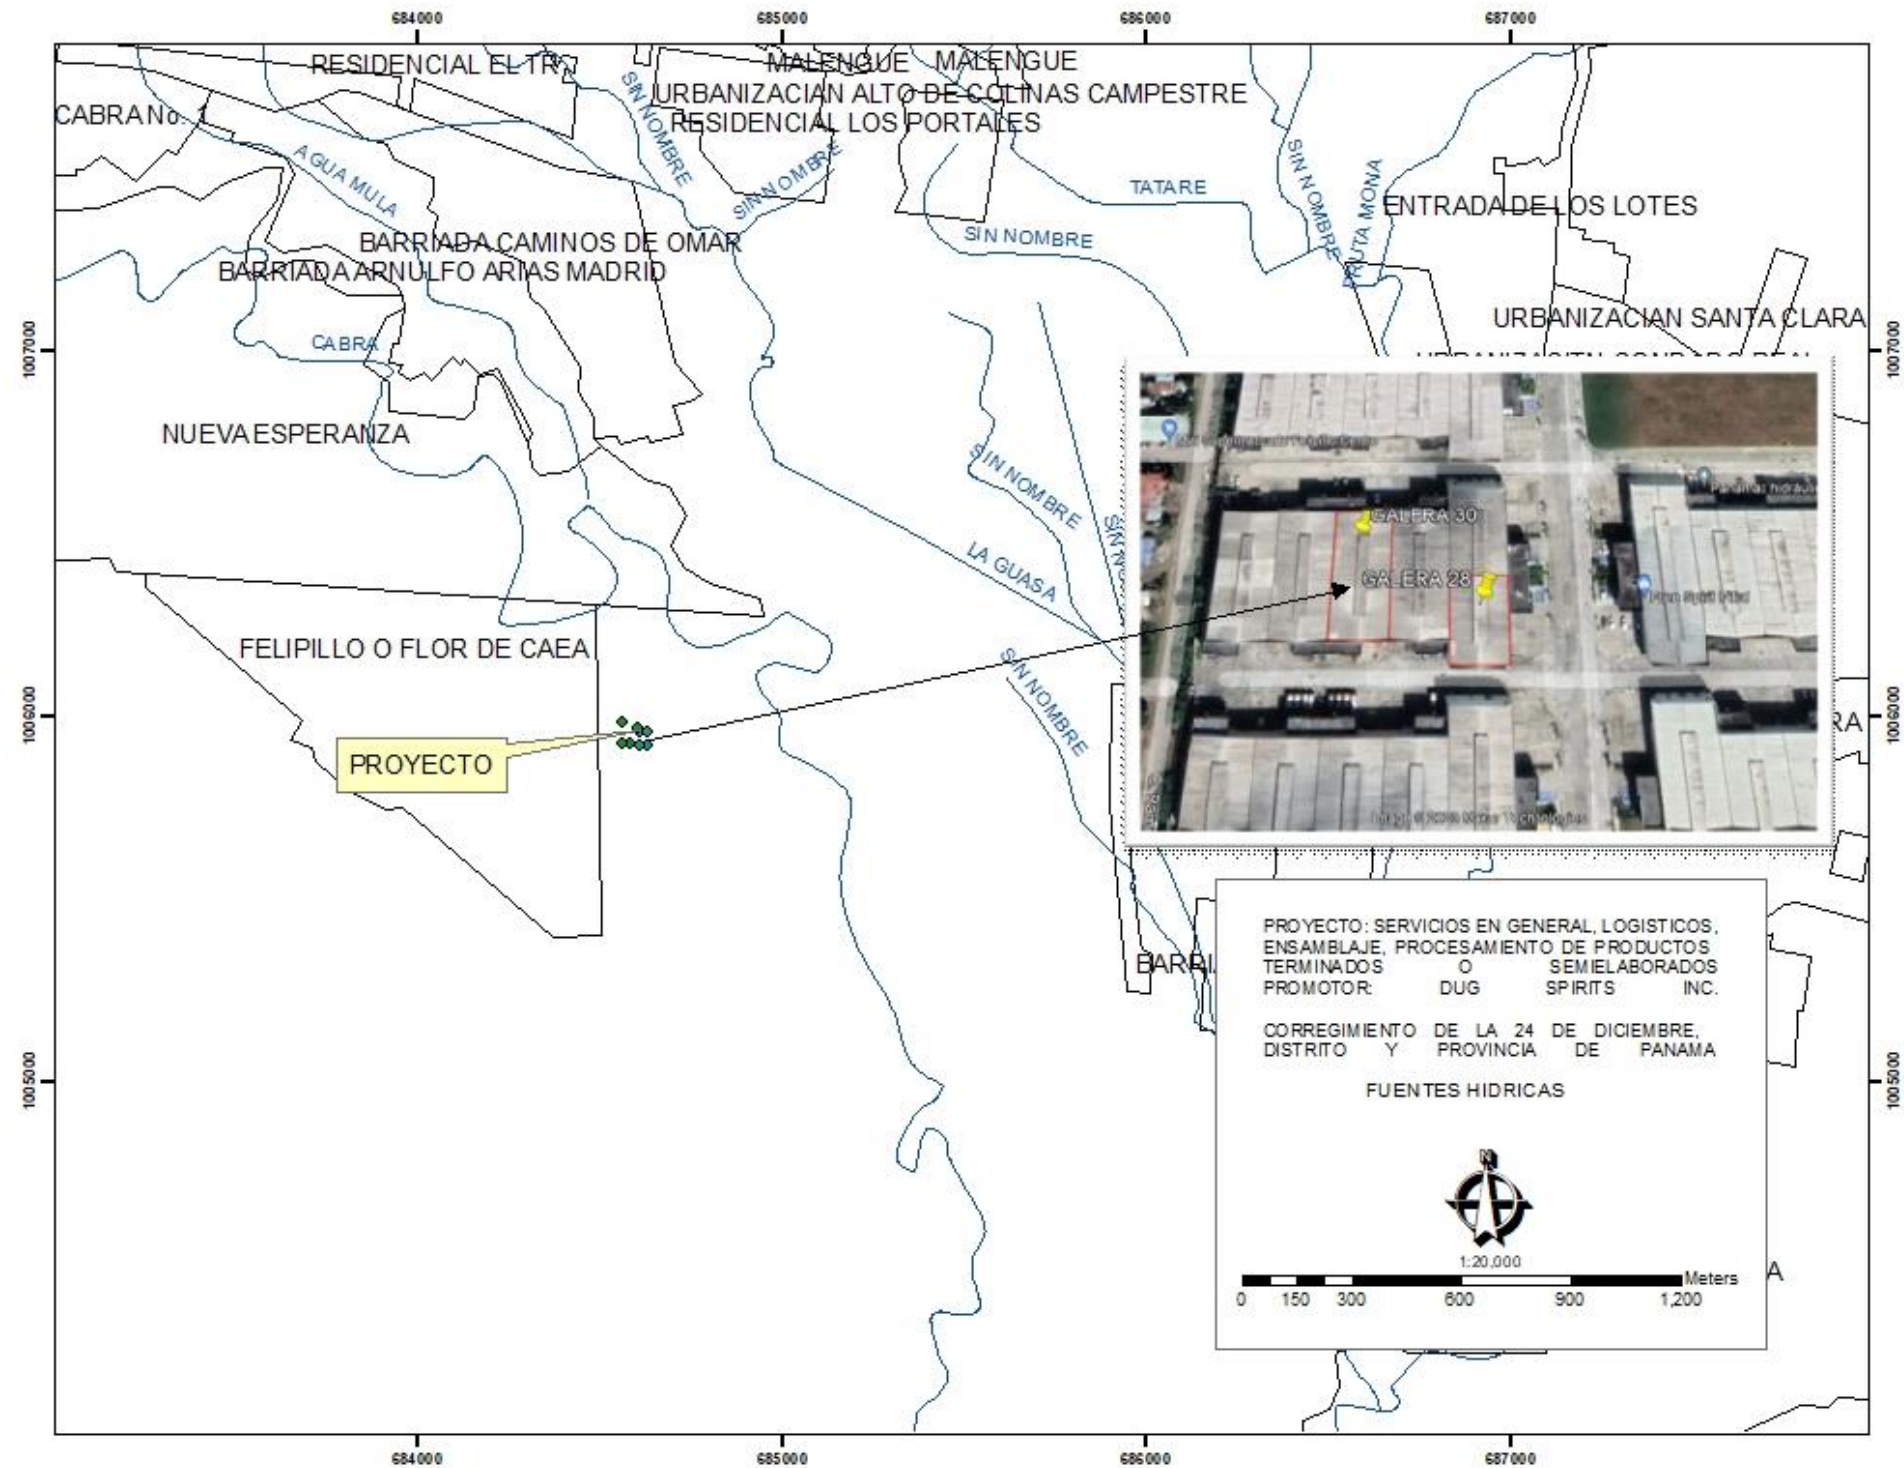 684000 685000 686000 687000
RESIDENCIAL EL TR
MALENGUE MALENGUE
URBANIZACIAN ALTO DE COLINAS CAMPESTRE
RESIDENCIAL LOS PORTALES
CABRA No. 1
SIN NOMBRE
SIN NOMBRE
AGUA MULA
TATARE
SIN NOMBRE
FRUTA MONA
ENTRADA DE LOS LOTES
SIN NOMBRE
BARRIADA CAMINOS DE OMAR
BARRIADA ARNULFO ARIAS MADRID
URBANIZACIAN SANTA CLARA
1007000
CABRA
1007000
NUEVA ESPERANZA
SIN NOMBRE
SIN N
LA GUASA
GALERA 30
GALERA 28
FELIPILLO O FLOR DE CAEA
SIN NOMBRE
1006000
1006000
RA
PROYECTO
BARRIA
PROYECTO: SERVICIOS EN GENERAL, LOGISTICOS,
ENSAMBLAJE, PROCESAMIENTO DE PRODUCTOS
TERMINADOS O SEMIELABORADOS
PROMOTOR: DUG SPIRITS INC.
CORREGIMIENTO DE LA 24 DE DICIEMBRE,
DISTRITO Y PROVINCIA DE PANAMA
FUENTES HIDRICAS
1005000
1005000
N
1:20,000
Meters
0 150 300 600 900 1,200
A
684000 685000 686000 687000